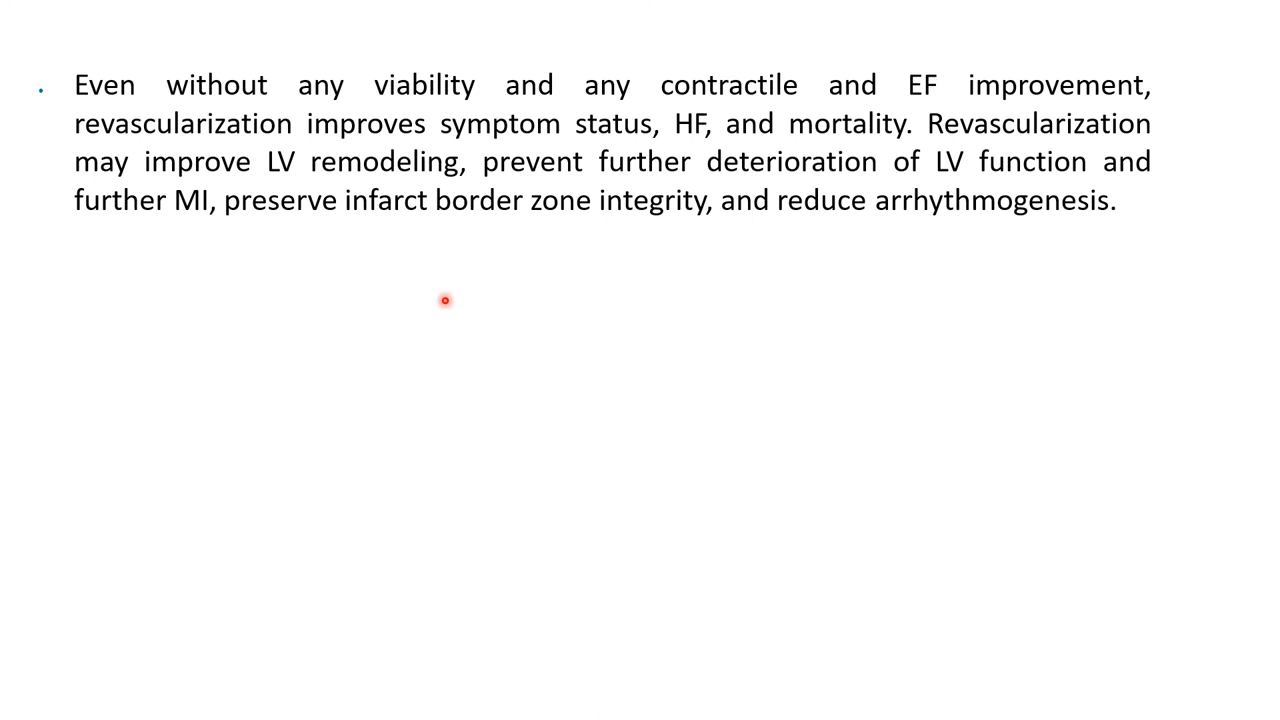 Even without any viability and any contractile and EF improvement,
revascularization improves symptom status, HF, and mortality. Revascularization
may improve LV remodeling, prevent further deterioration of LV function and
further MI, preserve infarct border zone integrity, and reduce arrhythmogenesis.